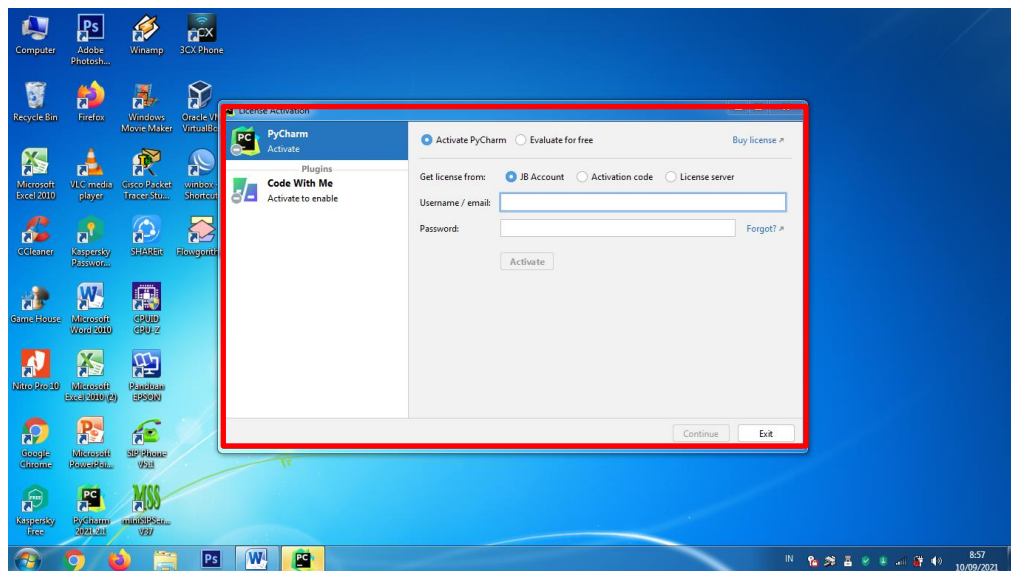 Computer
Adobe
Photosh...
Winamp
3CX Phone
Recycle Bin
Firefox
Windows
Movie Maker
Oracle VM
VirtualBo
Microsoft
Excel 2010
VLC media
player
Cisco Packet
Tracer Stu...
winbox -
Shortcut
CCleaner
Kaspersky
Passwor...
SHAREit
Flowgorith
Game House
Microsoft
Word 2010
CPUID
CPU-Z
Nitro Pro 10
Microsoft
Excel 2010 (2)
Panduan
EPSON
Google
Chrome
Microsoft
PowerPoi...
SIP Phone
Kaspersky
Free
PyCharm
2021.2.1
miniSIPSer...
V37
License Activation
PyCharm
Activate
Plugins
Code With Me
Activate to enable
Activate PyCharm
Evaluate for free
Buy license
Get license from:
JB Account
Activation code
License server
Username / email:
Password:
Forgot?
Activate
Continue
Exit
IN
8:57
10/09/2021